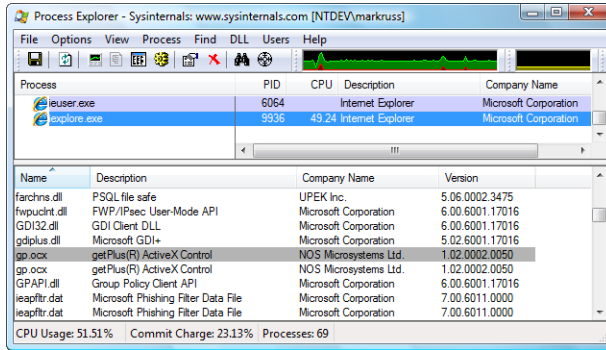 Process Explorer - Sysinternals: www.sysinternals.com [NTDEV\markruss]
File Options View Process Find DLL Users Help
Process PID CPU Description Company Name
ieuser.exe 6064 Internet Explorer Microsoft Corporation
iexplore.exe 9936 49.24 Internet Explorer Microsoft Corporation
Name Description Company Name Version
farchns.dll PSQL file safe UPEK Inc. 5.06.0002.3475
fwpuclnt.dll FWP/IPsec User-Mode API Microsoft Corporation 6.00.6001.17016
GDI32.dll GDI Client DLL Microsoft Corporation 6.00.6001.17016
gdiplus.dll Microsoft GDI+ Microsoft Corporation 5.02.6001.17016
gp.ocx getPlus(R) ActiveX Control NOS Microsystems Ltd. 1.02.0002.0050
gp.ocx getPlus(R) ActiveX Control NOS Microsystems Ltd. 1.02.0002.0050
GPAPI.dll Group Policy Client API Microsoft Corporation 6.00.6001.17016
ieapfltr.dat Microsoft Phishing Filter Data File Microsoft Corporation 7.00.6011.0000
ieapfltr.dat Microsoft Phishing Filter Data File Microsoft Corporation 7.00.6011.0000
CPU Usage: 51.51% Commit Charge: 23.13% Processes: 69